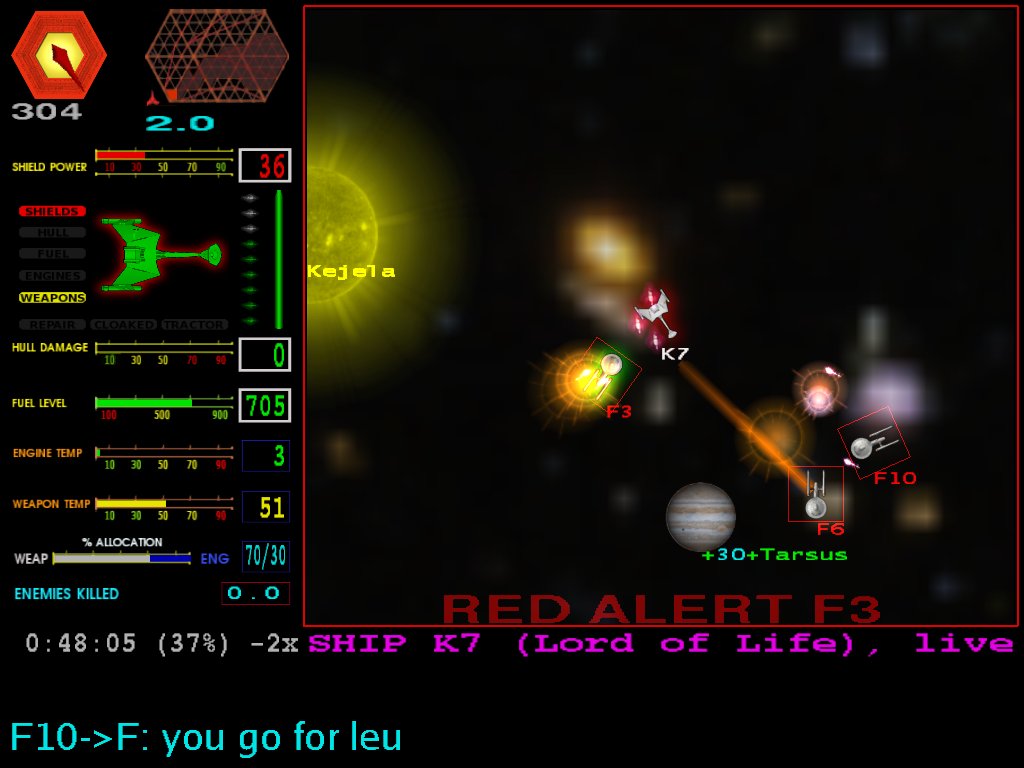 304
2.0
SHIELD POWER
10 30 50 70 90
36
SHIELDS
HULL
FUEL
ENGINES
WEAPONS
REPAIR CLOAKED TRACTOR
HULL DAMAGE
10 30 50 70 90
0
FUEL LEVEL
100 500 900
705
ENGINE TEMP
10 30 50 70 90
3
WEAPON TEMP
10 30 50 70 90
51
% ALLOCATION
WEAP ENG 70/30
ENEMIES KILLED 0.0
Kejela
K7
F3
F10
F6
+30+Tarsus
RED ALERT F3
0:48:05 (37%) -2x SHIP K7 (Lord of Life), live
F10->F: you go for leu